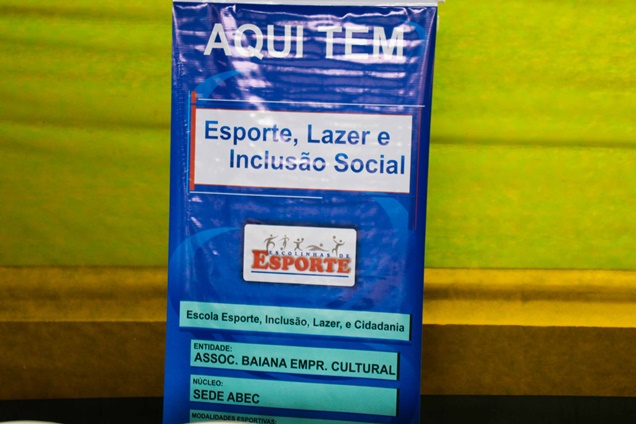 AQUI TEM
Esporte, Lazer e
Inclusão Social
ESCOLINHAS DE
ESPORTE
Escola Esporte, Inclusão, Lazer, e Cidadania
ENTIDADE:
ASSOC. BAIANA EMPR. CULTURAL
NÚCLEO:
SEDE ABEC
MODALIDADES ESPORTIVAS: